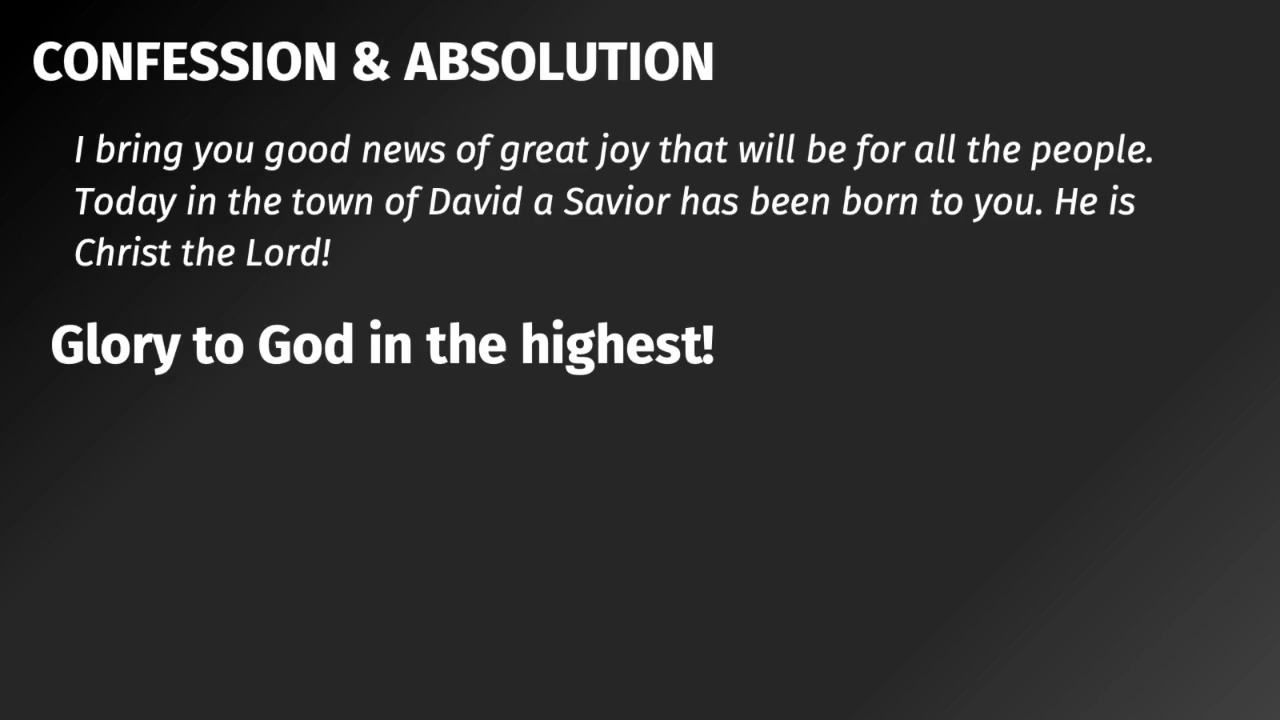 CONFESSION & ABSOLUTION
I bring you good news of great joy that will be for all the people.
Today in the town of David a Savior has been born to you. He is
Christ the Lord!
Glory to God in the highest!